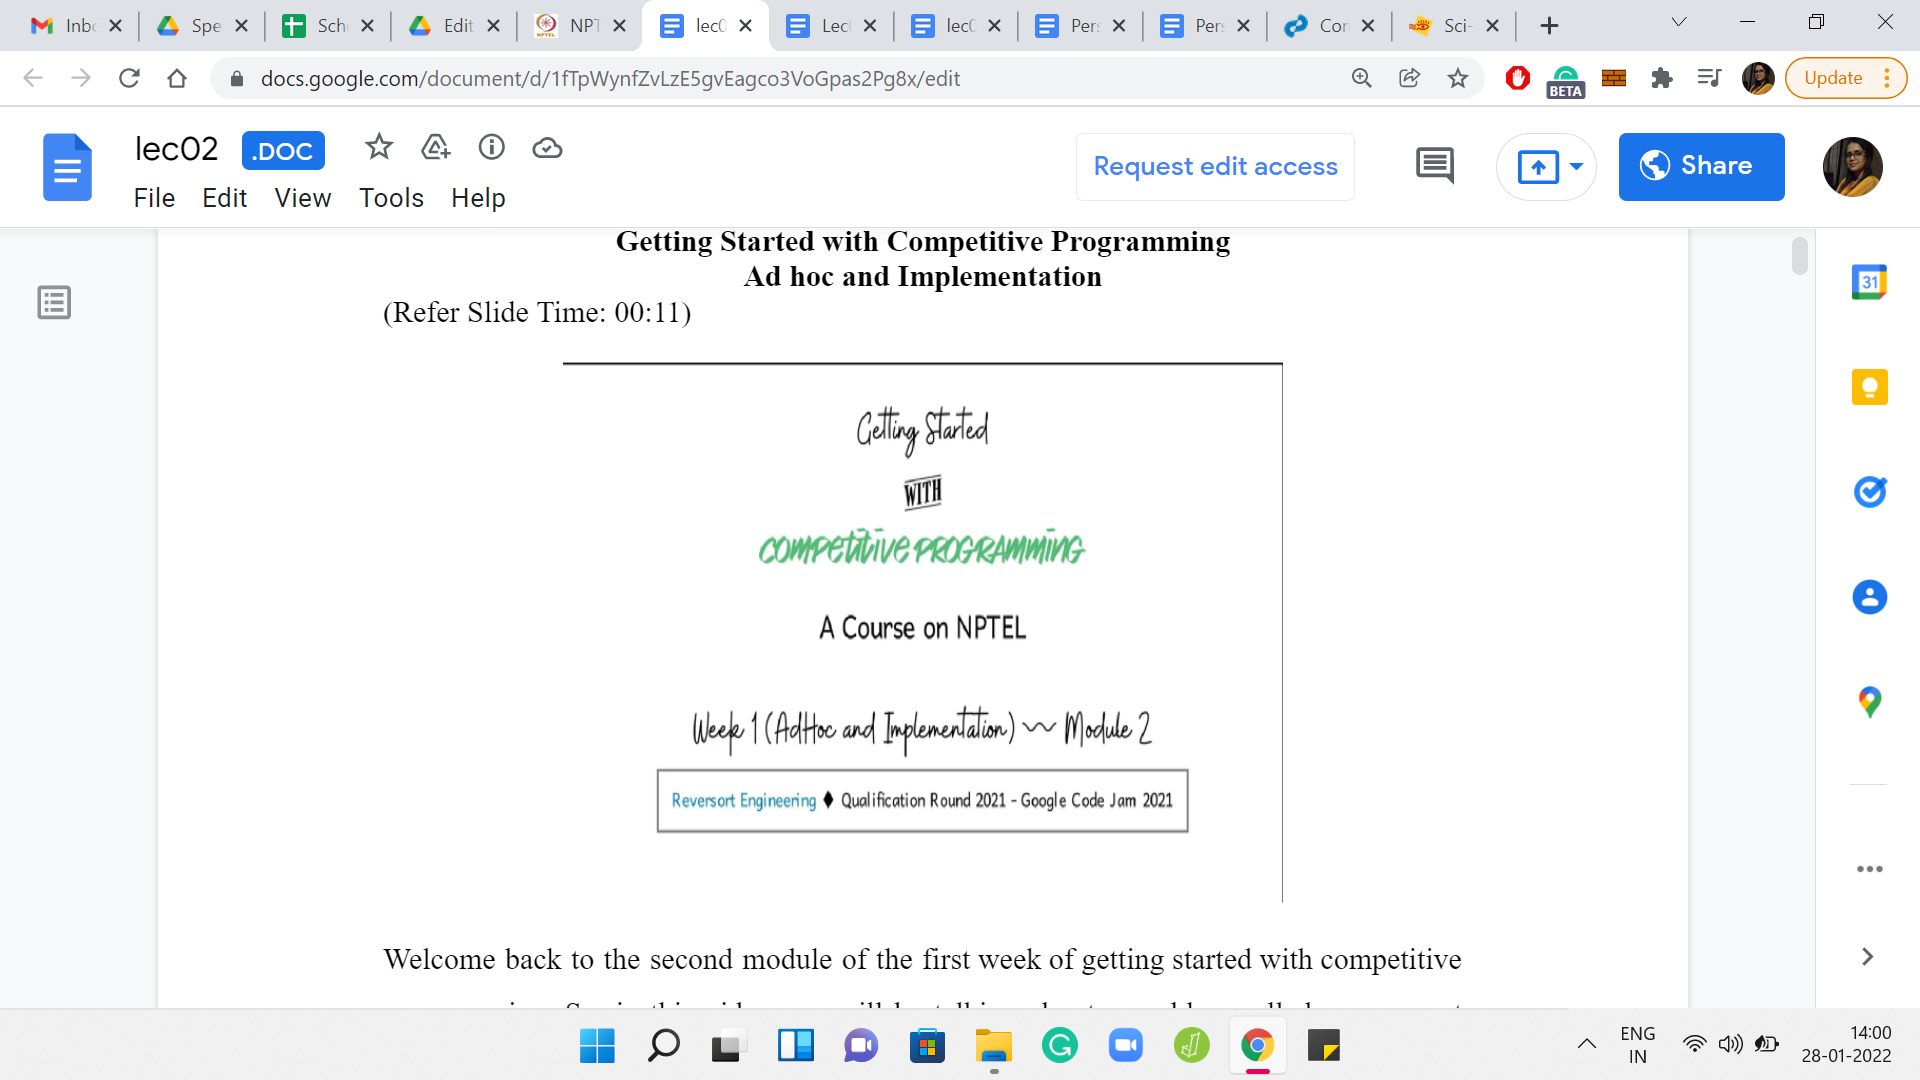 Inbc
Spe
Sch
Edit
NPT
lec0
Lect
lec0
Pers
Pers
Con
Sci-
docs.google.com/document/d/1fTpWynfZvLzE5gvEagco3VoGpas2Pg8x/edit
BETA
Update
lec02 .DOC
Request edit access
Share
File Edit View Tools Help
Getting Started with Competitive Programming
Ad hoc and Implementation
(Refer Slide Time: 00:11)
Getting Started
WITH
COMPETITIVE PROGRAMMING
A Course on NPTEL
Week 1 (AdHoc and Implementation) ~ Module 2
Reversort Engineering ♦ Qualification Round 2021 - Google Code Jam 2021
Welcome back to the second module of the first week of getting started with competitive
31
ENG
IN
14:00
28-01-2022